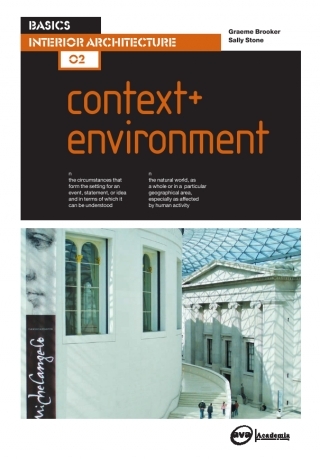 BASICS
INTERIOR ARCHITECTURE
02
Graeme Brooker
Sally Stone
context+
environment
n
the circumstances that
form the setting for an
event, statement, or idea
and in terms of which it
can be understood
n
the natural world, as
a whole or in a particular
geographical area,
especially as affected
by human activity
Michelangelo
ava Academia